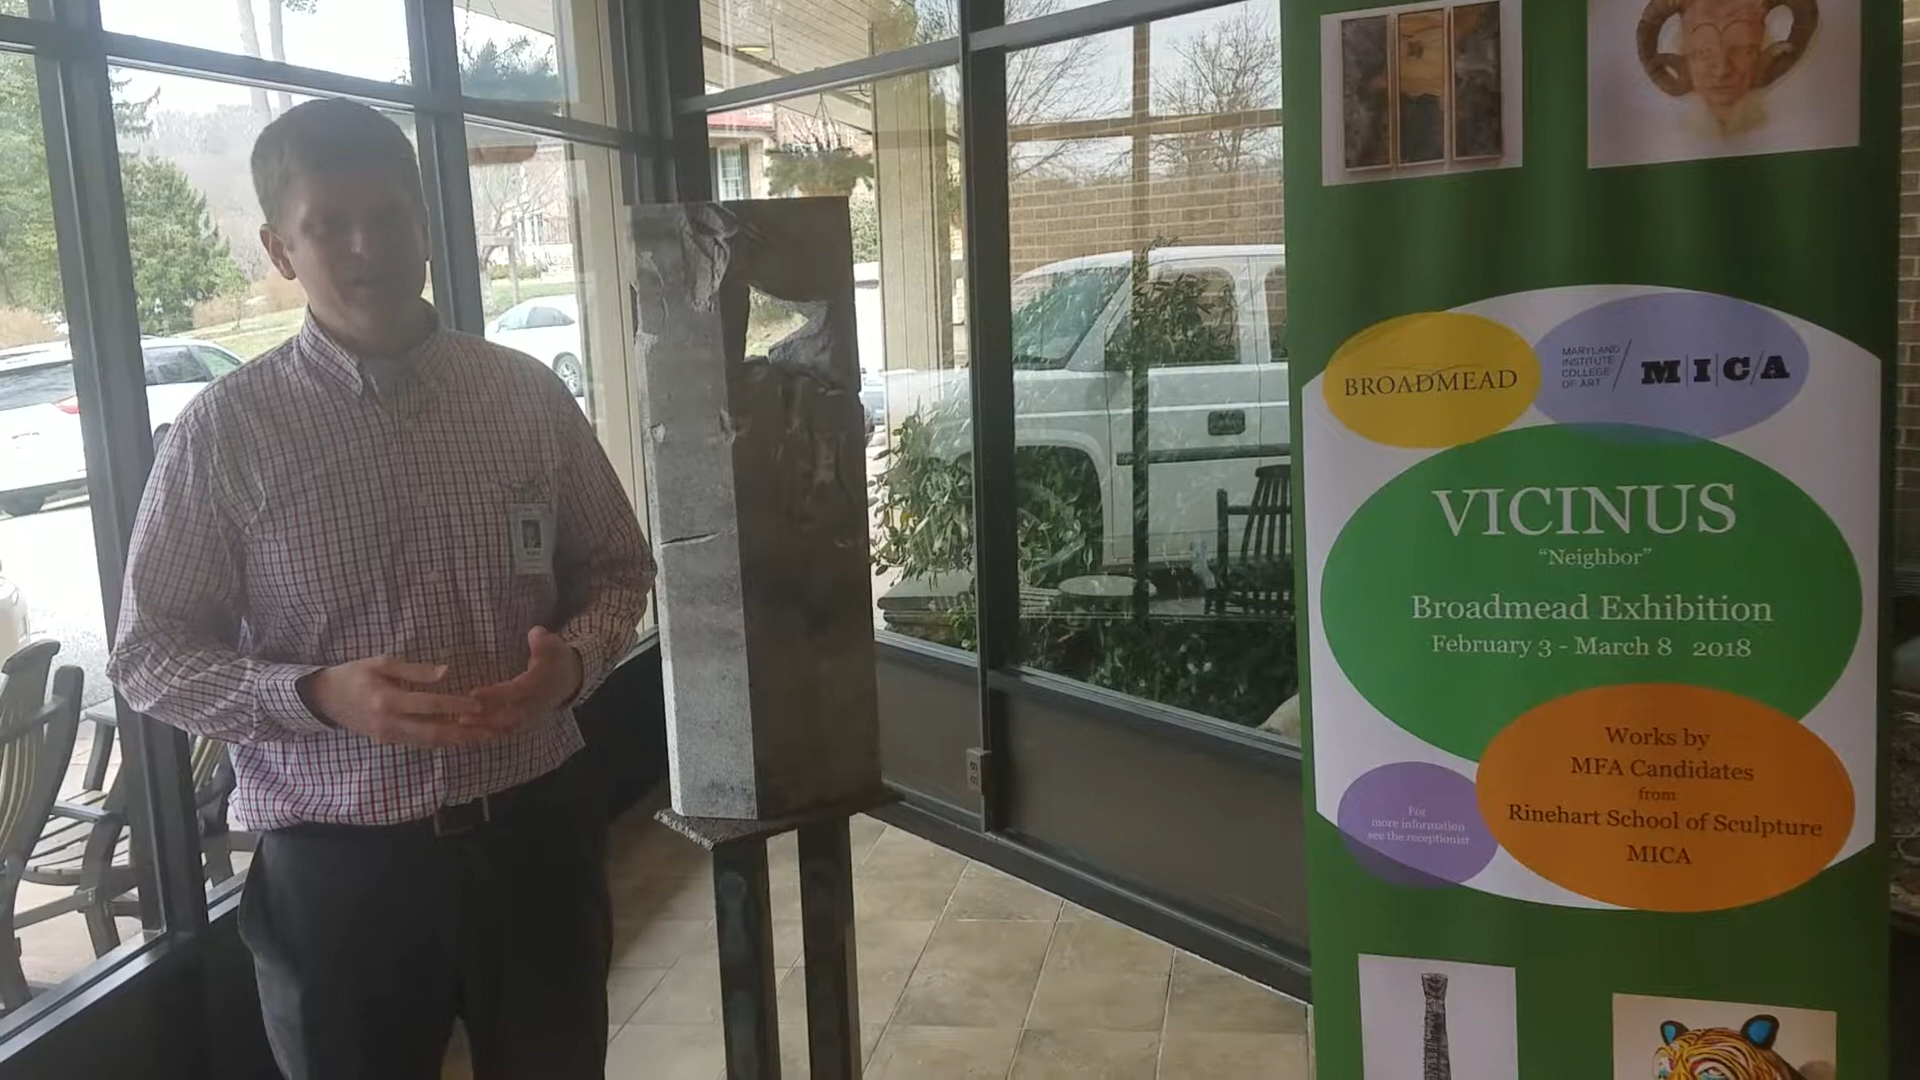 BROADMEAD
MARYLAND
INSTITUTE
COLLEGE
OF ART
M|I|C|A
VICINUS
“Neighbor”
Broadmead Exhibition
February 3 - March 8 2018
Works by
MFA Candidates
from
Rinehart School of Sculpture
MICA
For
more information
see the receptionist